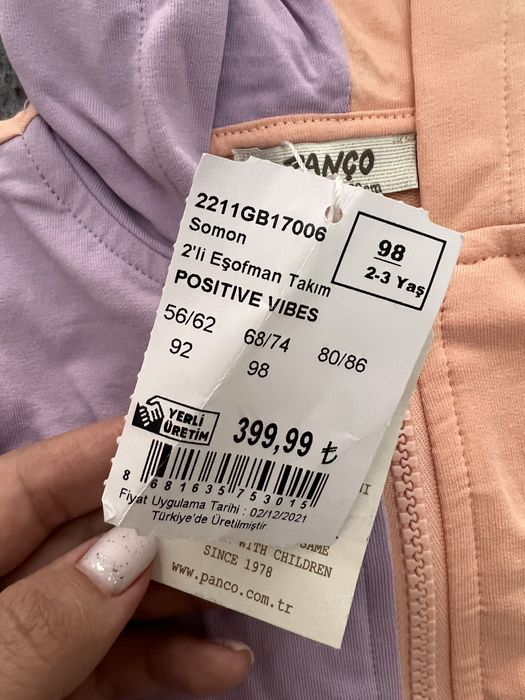 PANÇO
2211GB17006
Somon
2'li Eşofman Takım
POSITIVE VIBES
98
2-3 Yaş
56/62 68/74 80/86
92 98
YERLİ
ÜRETİM
399,99 ₺
8 681635 753015
Fiyat Uygulama Tarihi : 02/12/2021
Türkiye'de Üretilmiştir.
SAME
WITH CHILDREN
SINCE 1978
www.panco.com.tr